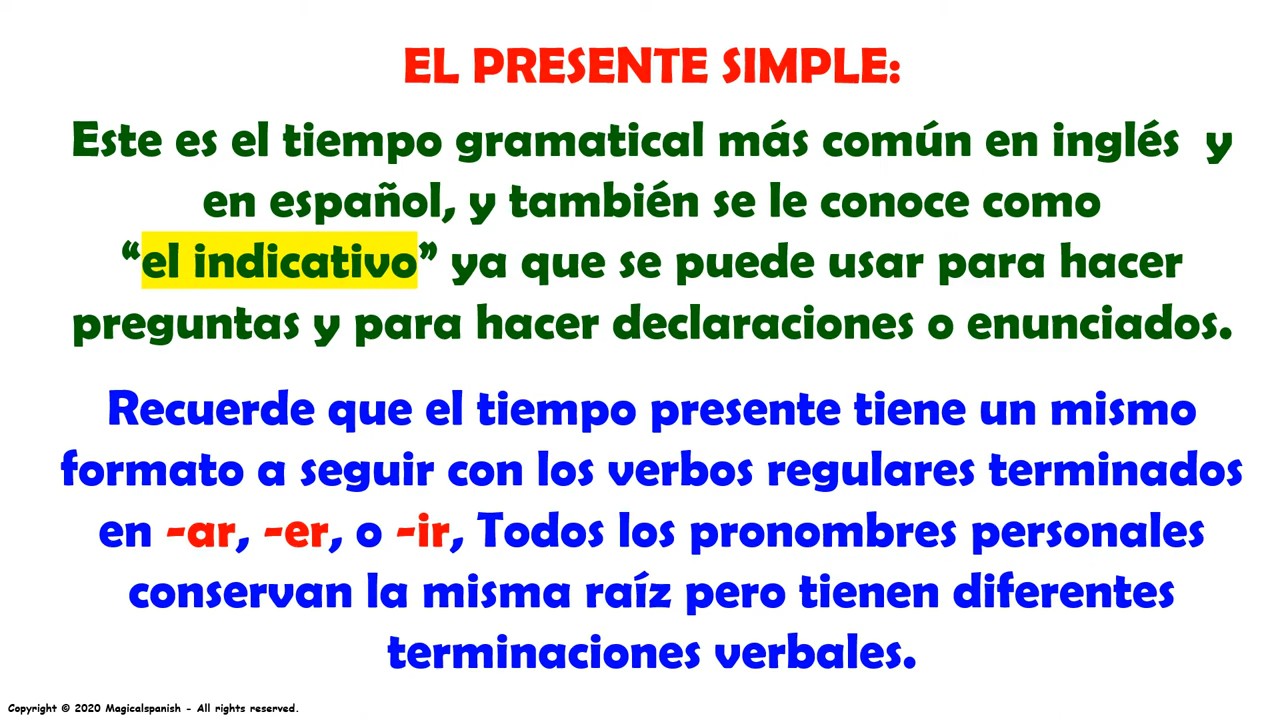 EL PRESENTE SIMPLE:
Este es el tiempo gramatical más común en inglés y
en español, y también se le conoce como
“el indicativo” ya que se puede usar para hacer
preguntas y para hacer declaraciones o enunciados.
Recuerde que el tiempo presente tiene un mismo
formato a seguir con los verbos regulares terminados
en -ar, -er, o -ir, Todos los pronombres personales
conservan la misma raíz pero tienen diferentes
terminaciones verbales.
Copyright © 2020 Magicalspanish - All rights reserved.